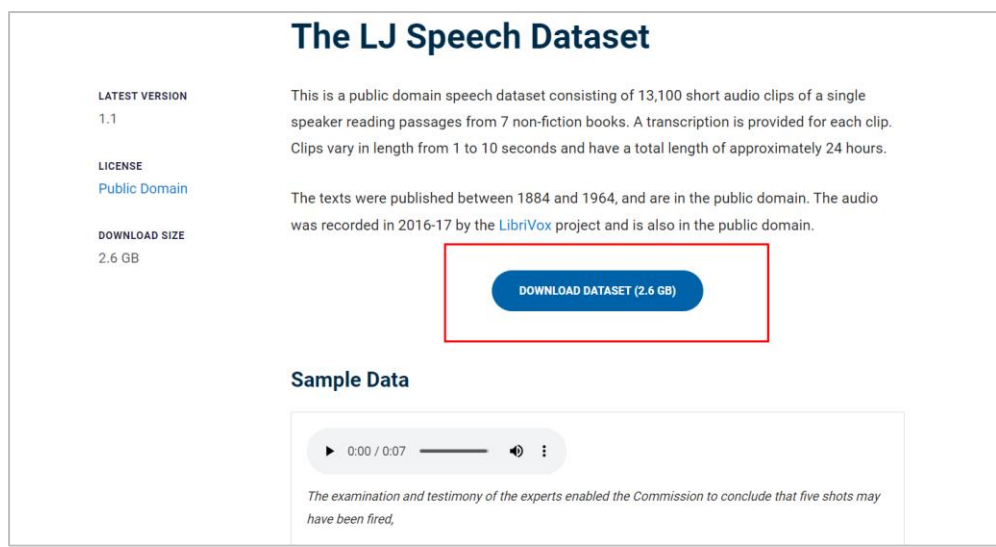 The LJ Speech Dataset
LATEST VERSION
1.1
LICENSE
Public Domain
DOWNLOAD SIZE
2.6 GB
This is a public domain speech dataset consisting of 13,100 short audio clips of a single
speaker reading passages from 7 non-fiction books. A transcription is provided for each clip.
Clips vary in length from 1 to 10 seconds and have a total length of approximately 24 hours.
The texts were published between 1884 and 1964, and are in the public domain. The audio
was recorded in 2016-17 by the LibriVox project and is also in the public domain.
DOWNLOAD DATASET (2.6 GB)
Sample Data
0:00 / 0:07
The examination and testimony of the experts enabled the Commission to conclude that five shots may
have been fired,